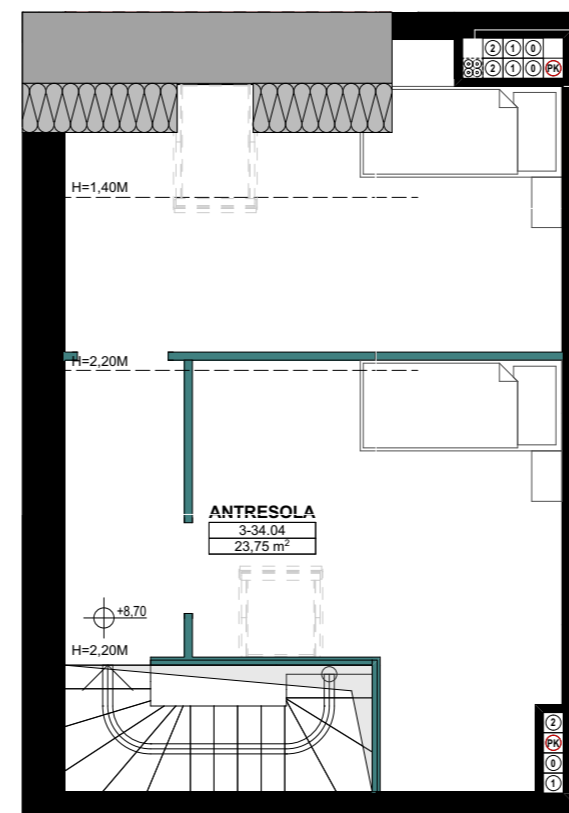 2 1 0
2 1 0 PK
H=1,40M
H=2,20M
ANTRESOLA
3-34.04
23,75 m²
+8,70
H=2,20M
2
PK
0
1